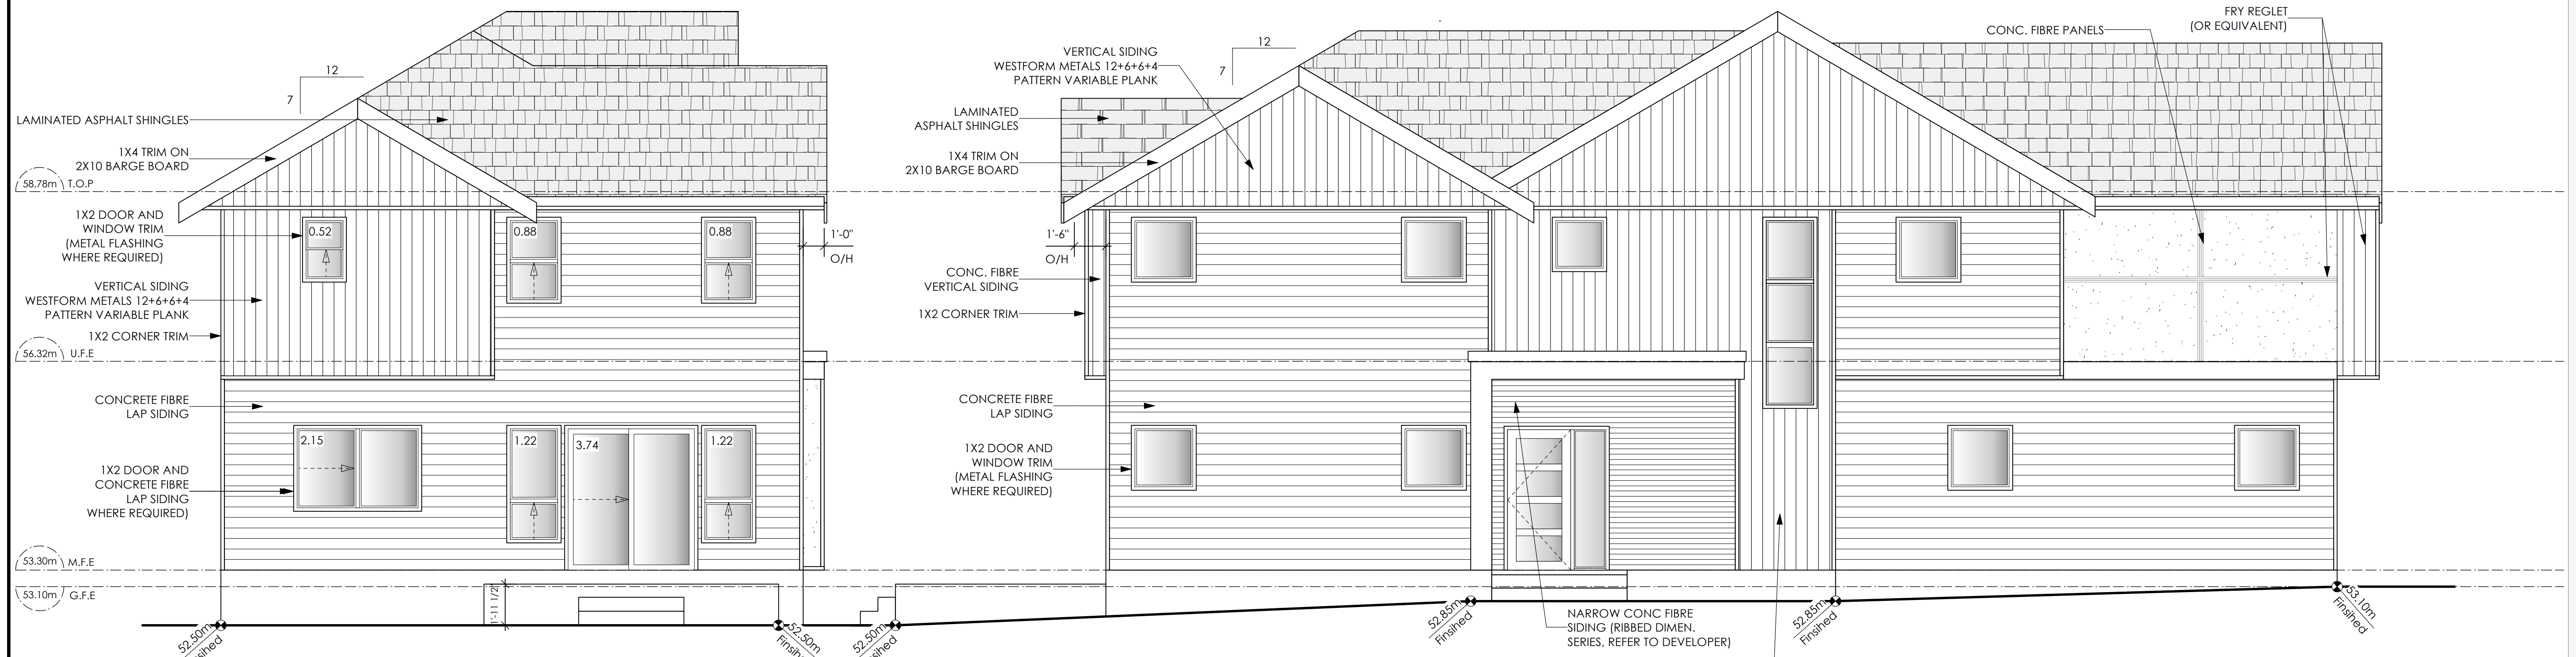 12
7
LAMINATED ASPHALT SHINGLES
1X4 TRIM ON
2X10 BARGE BOARD
58.78m
T.O.P
1X2 DOOR AND
WINDOW TRIM
(METAL FLASHING
WHERE REQUIRED)
VERTICAL SIDING
WESTFORM METALS 12+6+6+4
PATTERN VARIABLE PLANK
1X2 CORNER TRIM
56.32m
U.F.E
CONCRETE FIBRE
LAP SIDING
1X2 DOOR AND
CONCRETE FIBRE
LAP SIDING
WHERE REQUIRED)
53.30m
M.F.E
53.10m
G.F.E
0.52
0.88
0.88
1'-0"
O/H
2.15
1.22
3.74
1.22
1'-11 1/2"
52.50m
52.50m
52.50m
Finsihed
VERTICAL SIDING
WESTFORM METALS 12+6+6+4
PATTERN VARIABLE PLANK
12
7
LAMINATED
ASPHALT SHINGLES
1X4 TRIM ON
2X10 BARGE BOARD
1'-6"
O/H
CONC. FIBRE
VERTICAL SIDING
1X2 CORNER TRIM
CONCRETE FIBRE
LAP SIDING
1X2 DOOR AND
WINDOW TRIM
(METAL FLASHING
WHERE REQUIRED)
CONC. FIBRE PANELS
FRY REGLET
(OR EQUIVALENT)
52.85m
Finsihed
NARROW CONC FIBRE
SIDING (RIBBED DIMEN.
SERIES, REFER TO DEVELOPER)
52.85m
Finsihed
53.10m
Finsihed